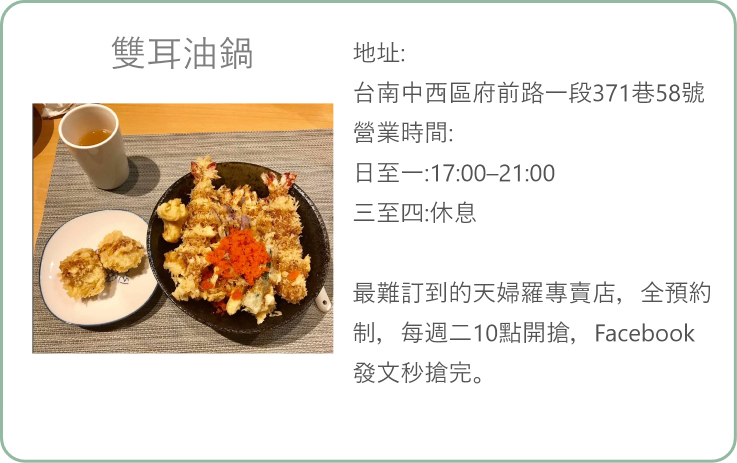 雙耳油鍋
地址:
台南中西區府前路一段371巷58號
營業時間:
日至一:17:00–21:00
三至四:休息
最難訂到的天婦羅專賣店，全預約
制，每週二10點開搶，Facebook
發文秒搶完。